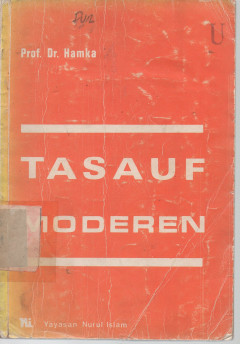 U
Prof. Dr. Hamka
TASAUF
MODEREN
Yayasan Nurul Islam